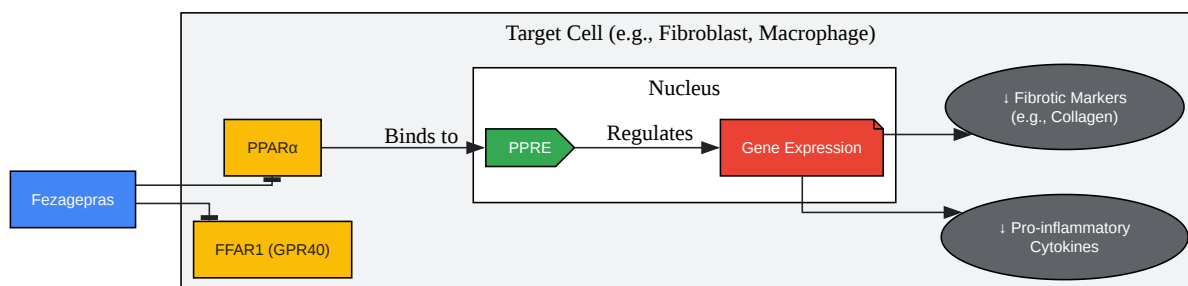 Target Cell (e.g., Fibroblast, Macrophage)
Nucleus
↓ Fibrotic Markers
(e.g., Collagen)
PPARα
Binds to
PPRE
Regulates
Gene Expression
Fezagepras
FFAR1 (GPR40)
↓ Pro-inflammatory
Cytokines